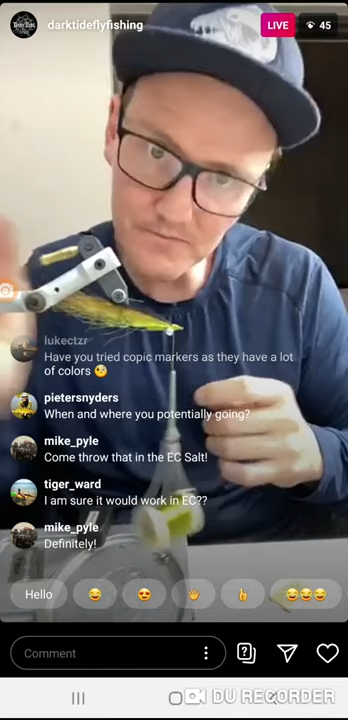 darktideflyfishing
LIVE
45
lukectzr
Have you tried copic markers as they have a lot
of colors 🧐
pietersnyders
When and where you potentially going?
mike_pyle
Come throw that in the EC Salt!
tiger_ward
I am sure it would work in EC??
mike_pyle
Definitely!
Hello
Comment
DU RECORDER